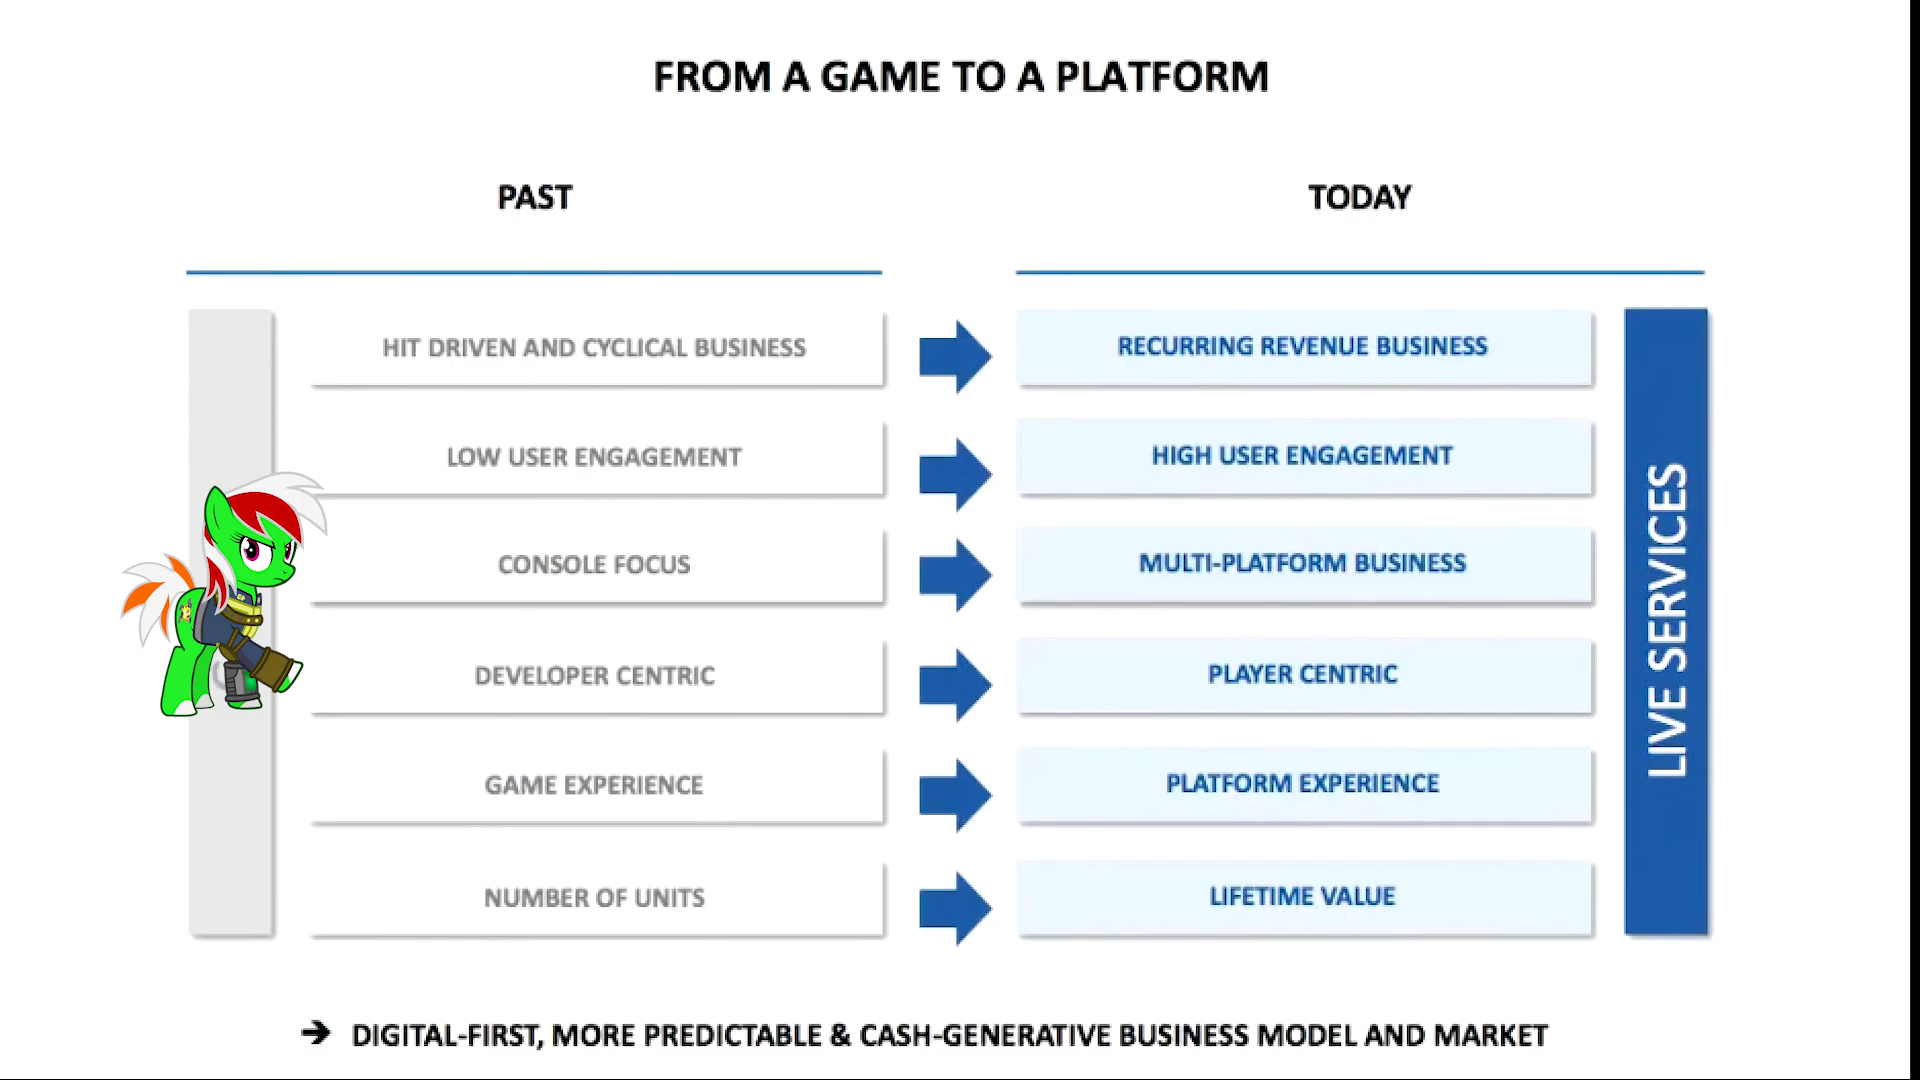 FROM A GAME TO A PLATFORM
PAST
TODAY
HIT DRIVEN AND CYCLICAL BUSINESS
RECURRING REVENUE BUSINESS
LOW USER ENGAGEMENT
HIGH USER ENGAGEMENT
CONSOLE FOCUS
MULTI-PLATFORM BUSINESS
DEVELOPER CENTRIC
PLAYER CENTRIC
GAME EXPERIENCE
PLATFORM EXPERIENCE
NUMBER OF UNITS
LIFETIME VALUE
LIVE SERVICES
➔ DIGITAL-FIRST, MORE PREDICTABLE & CASH-GENERATIVE BUSINESS MODEL AND MARKET